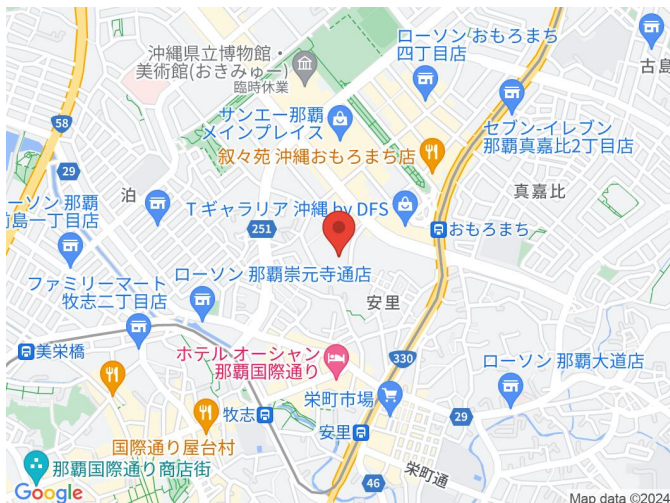 沖縄県立博物館・
美術館(おきみゅー)
臨時休業
ローソン おもろまち
四丁目店
古島
58
サンエー那覇
メインプレイス
セブン-イレブン
那覇真嘉比2丁目店
叙々苑 沖縄おもろまち店
29
真嘉比
泊
ローソン 那覇
前島一丁目店
T ギャラリア 沖縄 by DFS
251
おもろまち
ファミリーマート
牧志二丁目店
ローソン 那覇崇元寺通店
安里
美栄橋
ホテル オーシャン
那覇国際通り
330
ローソン 那覇大道店
栄町市場
29
牧志
安里
国際通り屋台村
栄町通
那覇国際通り商店街
46
Google
Map data ©2024